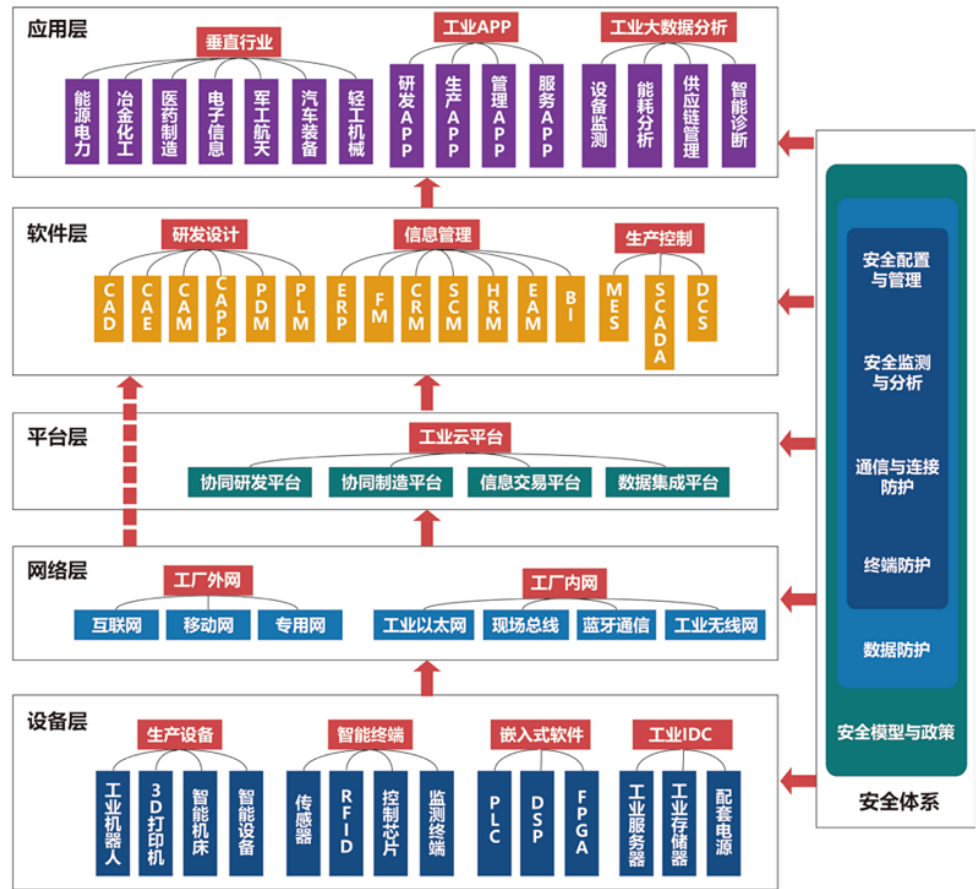 应用层
垂直行业
工业APP
工业大数据分析
能源电力
冶金化工
医药制造
电子信息
军工航天
汽车装备
轻工机械
研发APP
生产APP
管理APP
服务APP
设备监测
能耗分析
供应链管理
智能诊断
软件层
研发设计
信息管理
生产控制
CAD
CAE
CAM
CAPP
PDM
PLM
ERP
FM
CRM
SCM
HRM
EAM
BI
MES
SCADA
DCS
平台层
工业云平台
协同研发平台
协同制造平台
信息交易平台
数据集成平台
网络层
工厂外网
工厂内网
互联网
移动网
专用网
工业以太网
现场总线
蓝牙通信
工业无线网
设备层
生产设备
智能终端
嵌入式软件
工业IDC
工业机器人
3D打印机
智能机床
智能设备
传感器
RFID
控制芯片
监测终端
PLC
DSP
FPGA
工业服务器
工业存储器
配套电源
安全配置
与管理
安全监测
与分析
通信与连接
防护
终端防护
数据防护
安全模型与政策
安全体系